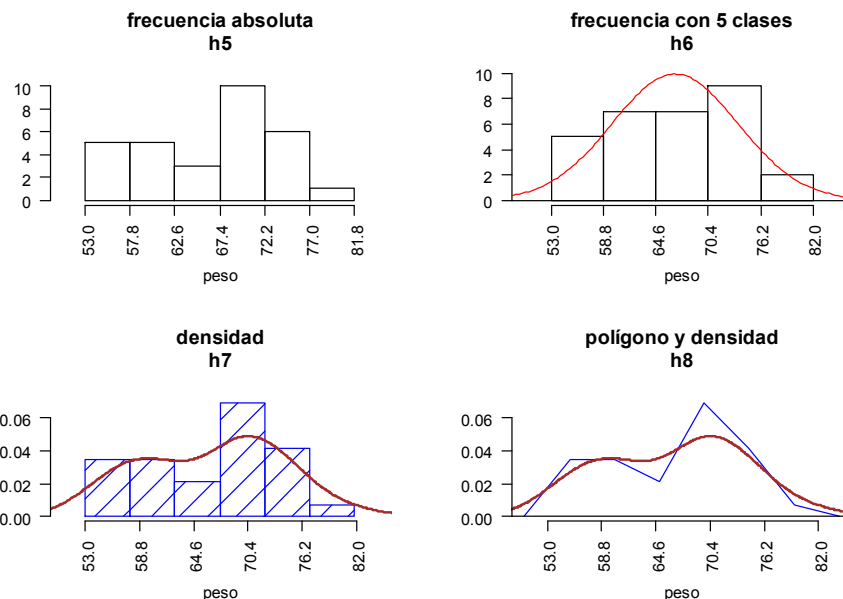 frecuencia absoluta
h5
10
8
6
4
2
0
53.0 57.8 62.6 67.4 72.2 77.0 81.8
peso
frecuencia con 5 clases
h6
10
8
6
4
2
0
53.0 58.8 64.6 70.4 76.2 82.0
peso
densidad
h7
0.06
0.04
0.02
0.00
53.0 58.8 64.6 70.4 76.2 82.0
peso
polígono y densidad
h8
0.06
0.04
0.02
0.00
53.0 58.8 64.6 70.4 76.2 82.0
peso